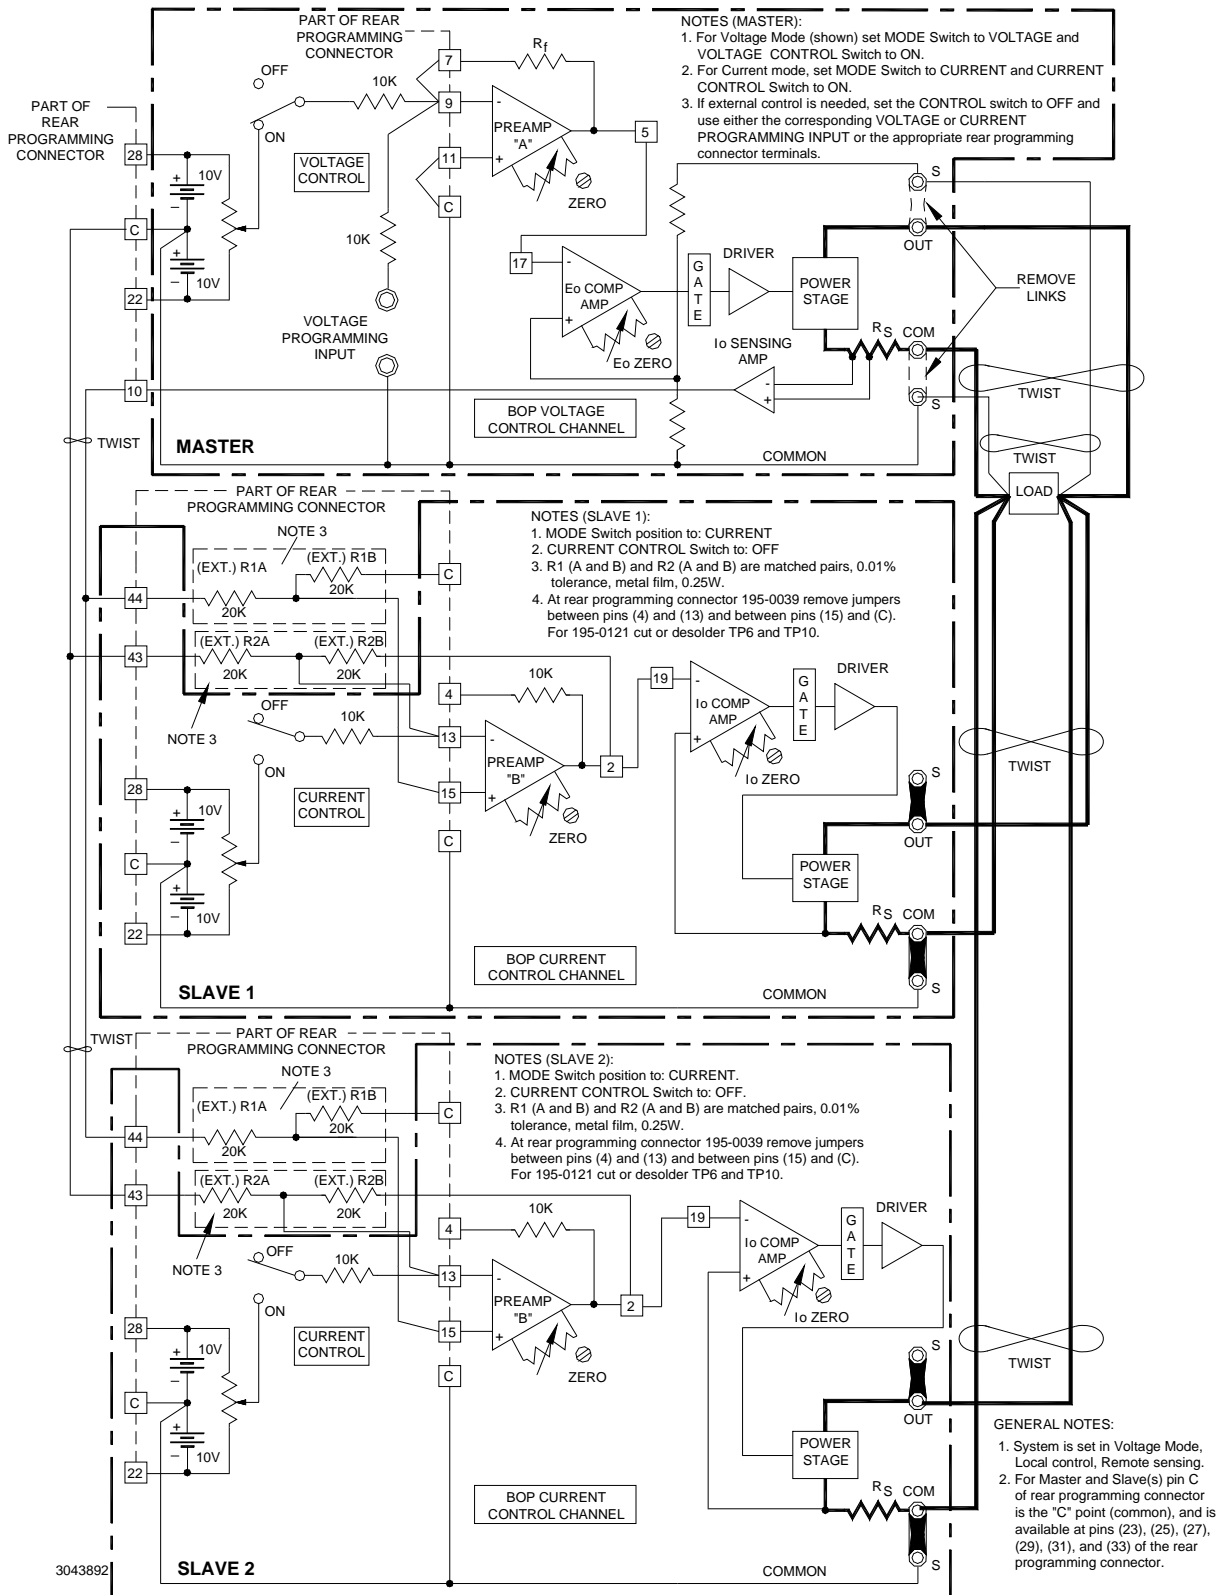 PART OF REAR
PROGRAMMING
CONNECTOR
NOTES (MASTER):
1. For Voltage Mode (shown) set MODE Switch to VOLTAGE and
VOLTAGE CONTROL Switch to ON.
2. For Current mode, set MODE Switch to CURRENT and CURRENT
CONTROL Switch to ON.
3. If external control is needed, set the CONTROL switch to OFF and
use either the corresponding VOLTAGE or CURRENT
PROGRAMMING INPUT or the appropriate rear programming
connector terminals.
PART OF
REAR
PROGRAMMING
CONNECTOR
OFF
ON
10K
7
Rf
9
-
PREAMP
"A"
+
11
C
ZERO
5
28
+
10V
–
C
+
–
10V
22
VOLTAGE
CONTROL
10K
VOLTAGE
PROGRAMMING
INPUT
17
-
Eo COMP
AMP
+
Eo ZERO
GATE
DRIVER
POWER
STAGE
S
OUT
REMOVE
LINKS
RS
COM
Io SENSING
AMP
-
+
S
TWIST
10
BOP VOLTAGE
CONTROL CHANNEL
TWIST
MASTER
COMMON
TWIST
LOAD
PART OF REAR
PROGRAMMING CONNECTOR
NOTE 3
(EXT.) R1A
(EXT.) R1B
20K
20K
C
44
43
(EXT.) R2A
(EXT.) R2B
20K
20K
NOTE 3
NOTES (SLAVE 1):
1. MODE Switch position to: CURRENT
2. CURRENT CONTROL Switch to: OFF
3. R1 (A and B) and R2 (A and B) are matched pairs, 0.01%
tolerance, metal film, 0.25W.
4. At rear programming connector 195-0039 remove jumpers
between pins (4) and (13) and between pins (15) and (C).
For 195-0121 cut or desolder TP6 and TP10.
OFF
10K
ON
4
10K
13
-
PREAMP
"B"
+
15
C
ZERO
2
19
-
Io COMP
AMP
+
Io ZERO
GATE
DRIVER
28
+
10V
–
C
+
–
10V
22
CURRENT
CONTROL
S
OUT
TWIST
POWER
STAGE
RS
COM
S
BOP CURRENT
CONTROL CHANNEL
SLAVE 1
COMMON
TWIST
PART OF REAR
PROGRAMMING CONNECTOR
NOTE 3
(EXT.) R1A
(EXT.) R1B
20K
20K
C
44
43
(EXT.) R2A
(EXT.) R2B
20K
20K
NOTE 3
NOTES (SLAVE 2):
1. MODE Switch position to: CURRENT.
2. CURRENT CONTROL Switch to: OFF.
3. R1 (A and B) and R2 (A and B) are matched pairs, 0.01%
tolerance, metal film, 0.25W.
4. At rear programming connector 195-0039 remove jumpers
between pins (4) and (13) and between pins (15) and (C).
For 195-0121 cut or desolder TP6 and TP10.
OFF
10K
ON
4
10K
13
-
PREAMP
"B"
+
15
C
ZERO
2
19
-
Io COMP
AMP
+
Io ZERO
GATE
DRIVER
28
+
10V
–
C
+
–
10V
22
CURRENT
CONTROL
S
OUT
TWIST
POWER
STAGE
RS
COM
S
BOP CURRENT
CONTROL CHANNEL
GENERAL NOTES:
1. System is set in Voltage Mode,
Local control, Remote sensing.
2. For Master and Slave(s) pin C
of rear programming connector
is the "C" point (common), and is
available at pins (23), (25), (27),
(29), (31), and (33) of the rear
programming connector.
3043892
SLAVE 2
COMMON